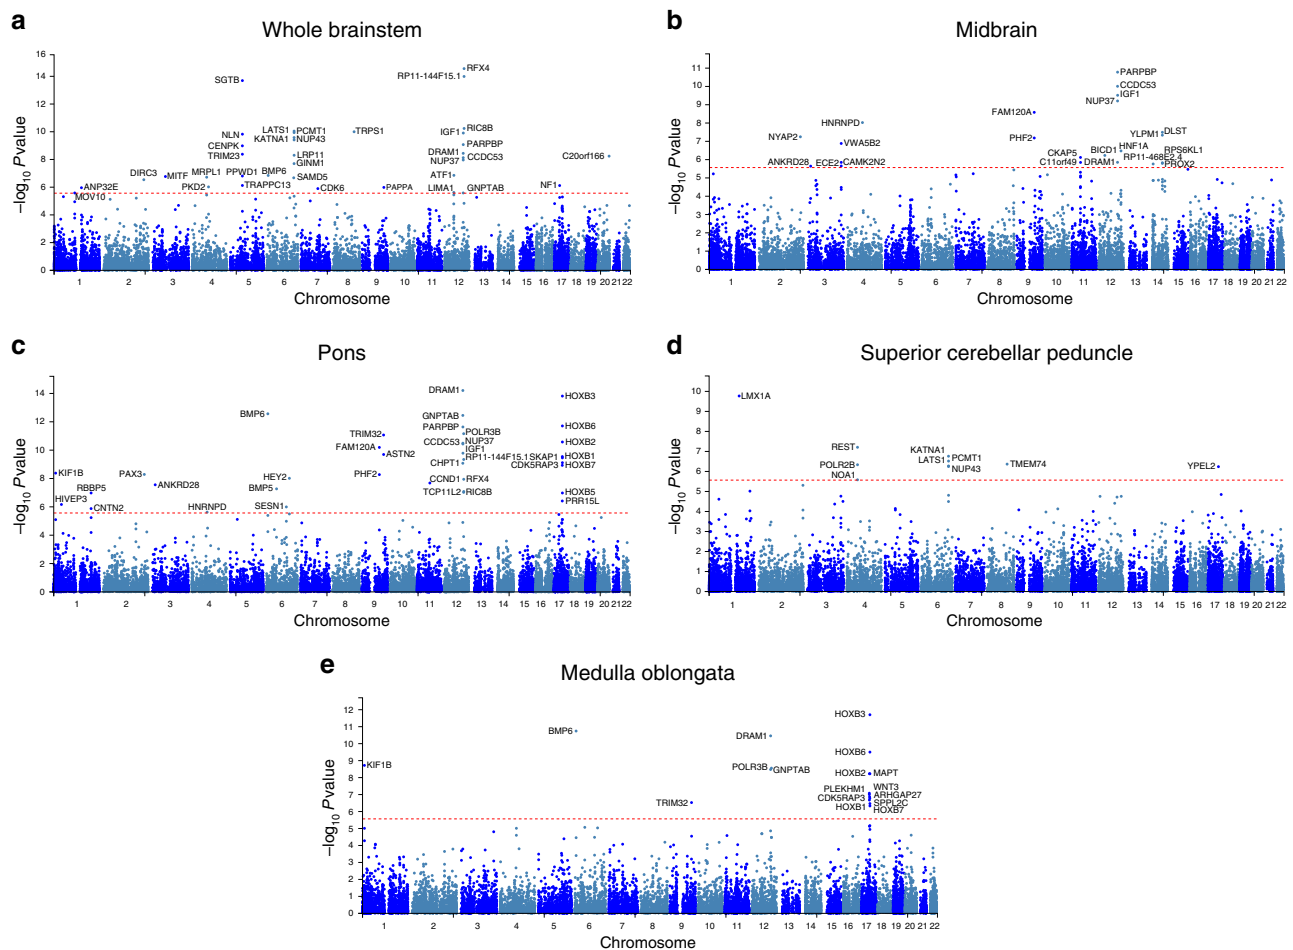 a
Whole brainstem
–log10 Pvalue
16
14
12
10
8
6
4
2
0
RFX4
RP11-144F15.1
SGTB
NLN
CENPK
TRIM23
PPWD1
TRAPPC13
LATS1
PCMT1
KATNA1
NUP43
LRP11
GINM1
BMP6
SAMD5
TRPS1
RIC8B
IGF1
PARPBP
DRAM1
CCDC53
NUP37
ATF1
LIMA1
GNPTAB
C20orf166
NF1
DIRC3
MITF
MRPL1
PKD2
ANP32E
MOV10
CDK6
PAPPA
1 2 3 4 5 6 7 8 9 10 11 12 13 14 15 16 17 18 19 20 21 22
Chromosome
b
Midbrain
–log10 Pvalue
11
10
9
8
7
6
5
4
3
2
1
0
PARPBP
CCDC53
IGF1
NUP37
FAM120A
PHF2
HNRNPD
NYAP2
VWA5B2
ANKRD28
ECE2
CAMK2N2
YLPM1
DLST
HNF1A
BICD1
RPS6KL1
RP11-468E2.4
CKAP5
C11orf49
DRAM1
PROX2
1 2 3 4 5 6 7 8 9 10 11 12 13 14 15 16 17 18 19 20 21 22
Chromosome
c
Pons
–log10 Pvalue
14
12
10
8
6
4
2
0
DRAM1
HOXB3
BMP6
GNPTAB
PARPBP
HOXB6
TRIM32
POLR3B
CCDC53
NUP37
HOXB2
FAM120A
ASTN2
IGF1
RP11-144F15.1
SKAP1
HOXB1
CHPT1
CDK5RAP3
HOXB7
KIF1B
PAX3
PHF2
HEY2
CCND1
RFX4
ANKRD28
BMP5
RBBP5
TCP11L2
RIC8B
HOXB5
HIVEP3
CNTN2
HNRNPD
SESN1
PRR15L
1 2 3 4 5 6 7 8 9 10 11 12 13 14 15 16 17 18 19 20 21 22
Chromosome
d
Superior cerebellar peduncle
–log10 Pvalue
10
9
8
7
6
5
4
3
2
1
0
LMX1A
REST
POLR2B
NOA1
KATNA1
LATS1
PCMT1
NUP43
TMEM74
YPEL2
1 2 3 4 5 6 7 8 9 10 11 12 13 14 15 16 17 18 19 20 21 22
Chromosome
e
Medulla oblongata
–log10 Pvalue
12
11
10
9
8
7
6
5
4
3
2
1
0
HOXB3
BMP6
DRAM1
HOXB6
KIF1B
POLR3B
GNPTAB
HOXB2
MAPT
PLEKHM1
WNT3
CDK5RAP3
ARHGAP27
SPPL2C
HOXB1
HOXB7
TRIM32
1 2 3 4 5 6 7 8 9 10 11 12 13 14 15 16 17 18 19 20 21 22
Chromosome